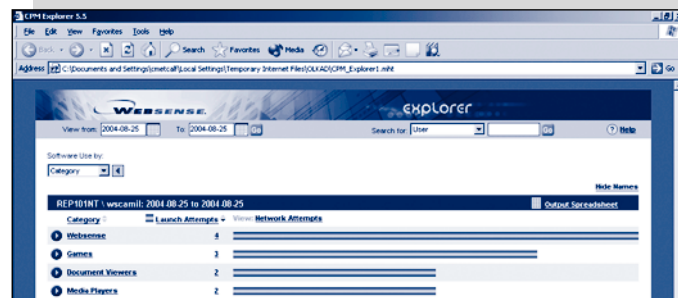 CPM Explorer 5.5
File Edit View Favorites Tools Help
Back Search Favorites Media
Address C:\Documents and Settings\cmetcalf\Local Settings\Temporary Internet Files\OLKAD\CPM_Explorer1.mht Go
WEBSENSE. explorer
View from: 2004-08-25 To: 2004-08-25 Go Search for: User Go ? Help
Software Use by:
Category
Hide Names
REP101NT \ wscamil: 2004-08-25 to 2004-08-25 Output Spreadsheet
Category Launch Attempts View: Network Attempts
Websense 4
Games 3
Document Viewers 2
Media Players 2